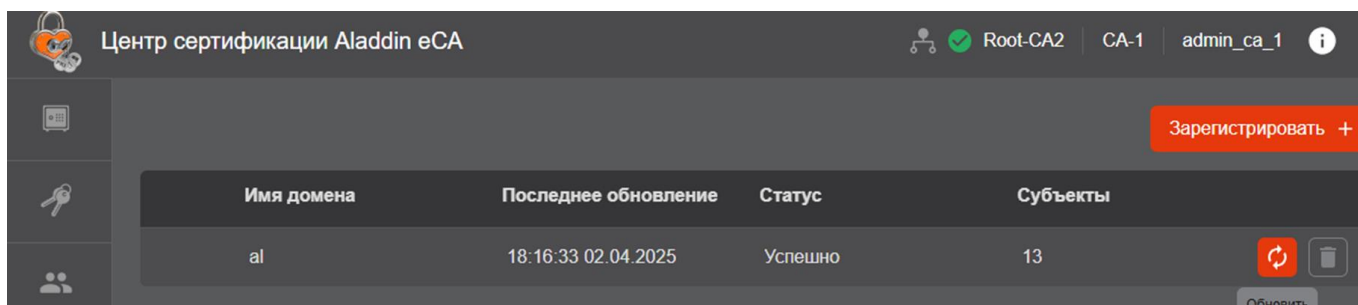 Центр сертификации Aladdin eCA
Root-CA2 CA-1 admin_ca_1
Зарегистрировать +
Имя домена Последнее обновление Статус Субъекты
al 18:16:33 02.04.2025 Успешно 13
Обновить